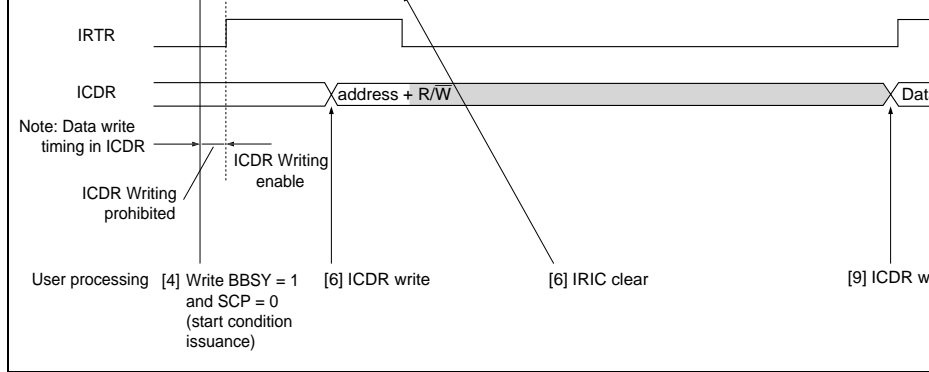 IRTR
ICDR
address + R/W̅
Dat
Note: Data write
timing in ICDR
ICDR Writing
enable
ICDR Writing
prohibited
User processing
[4] Write BBSY = 1
and SCP = 0
(start condition
issuance)
[6] ICDR write
[6] IRIC clear
[9] ICDR w